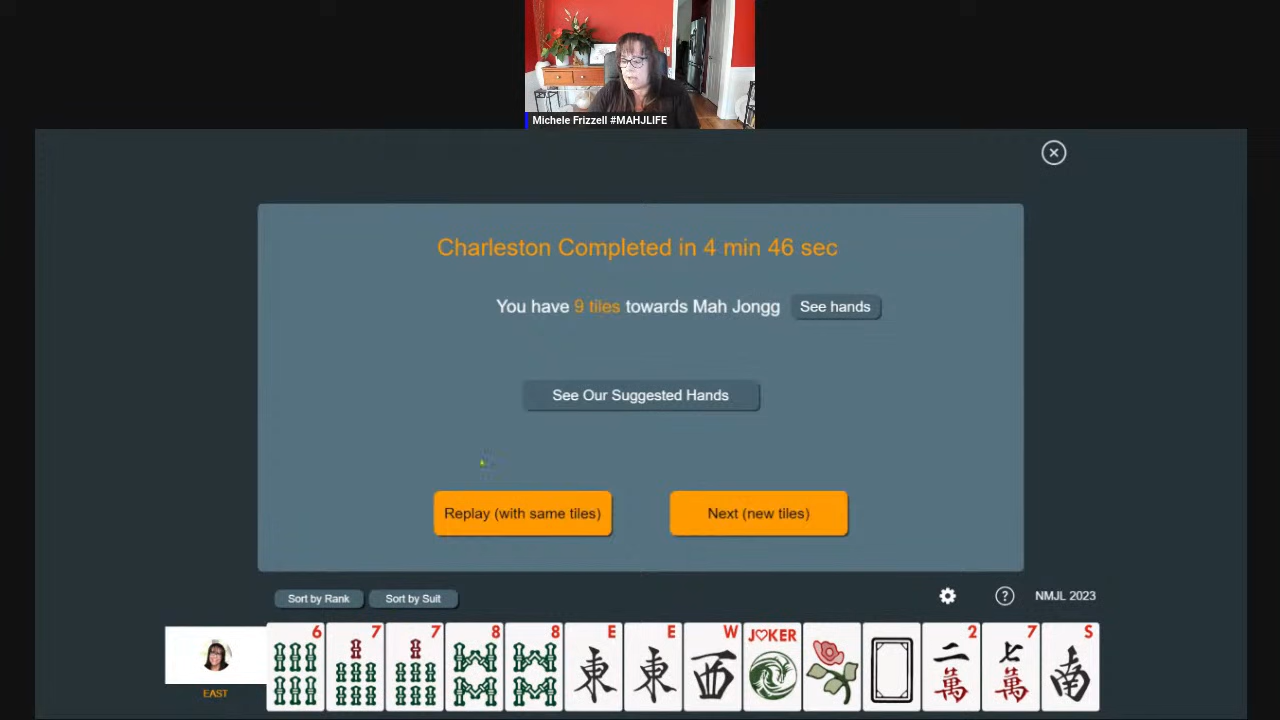 Michele Frizzell #MAHJLIFE
Charleston Completed in 4 min 46 sec
You have 9 tiles towards Mah Jongg See hands
See Our Suggested Hands
Replay (with same tiles) Next (new tiles)
Sort by Rank Sort by Suit ? NMJL 2023
6 7 7 8 8 E E W JOKER 2 7 S
東 東 西 二萬 七萬 南
EAST